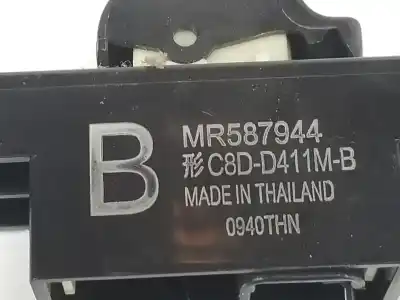 B
MR587944
形 C8D-D411M-B
MADE IN THAILAND
0940THN